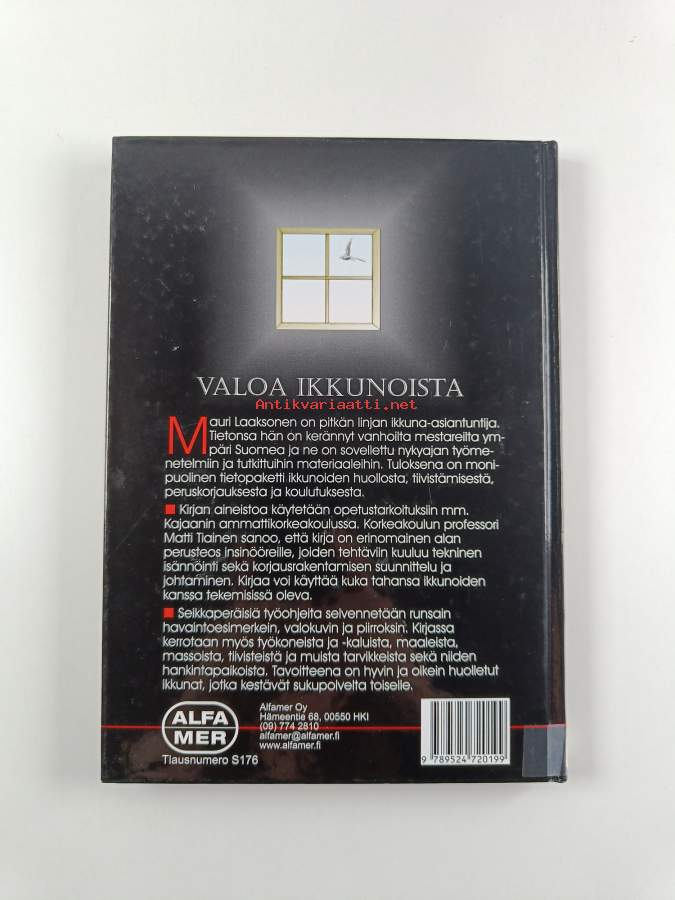 VALOA IKKUNOISTA
Antikvariaatti.net
Mauri Laaksonen on pitkän linjan ikkuna-asiantuntija.
Tietonsa hän on kerännyt vanhoilta mestareilta ym-
päri Suomea ja ne on sovellettu nykyajan työme-
netelmiin ja tutkittuihin materiaaleihin. Tuloksena on moni-
puolinen tietopaketti ikkunoiden huollosta, tiivistämisestä,
peruskorjauksesta ja koulutuksesta.
Kirjan aineistoa käytetään opetustarkoituksiin mm.
Kajaanin ammattikorkeakoulussa. Korkeakoulun professori
Matti Tiainen sanoo, että kirja on erinomainen alan
perusteos insinööreille, joiden tehtäviin kuuluu tekninen
isännöinti sekä korjausrakentamisen suunnittelu ja
johtaminen. Kirjaa voi käyttää kuka tahansa ikkunoiden
kanssa tekemisissä oleva.
Seikkaperäisiä työohjeita selvennetään runsain
havaintoesimerkein, valokuvin ja piirroksin. Kirjassa
kerrotaan myös työkoneista ja -kaluista, maaleista,
massoista, tiivisteistä ja muista tarvikkeista sekä niiden
hankintapaikoista. Tavoitteena on hyvin ja oikein huolletut
ikkunat, jotka kestävät sukupolvelta toiselle.
ALFA
MER
Tilausnumero S176
Alfamer Oy
Hämeentie 68, 00550 HKI
(09) 774 2810
alfamer@alfamer.fi
www.alfamer.fi
9 789524 720199